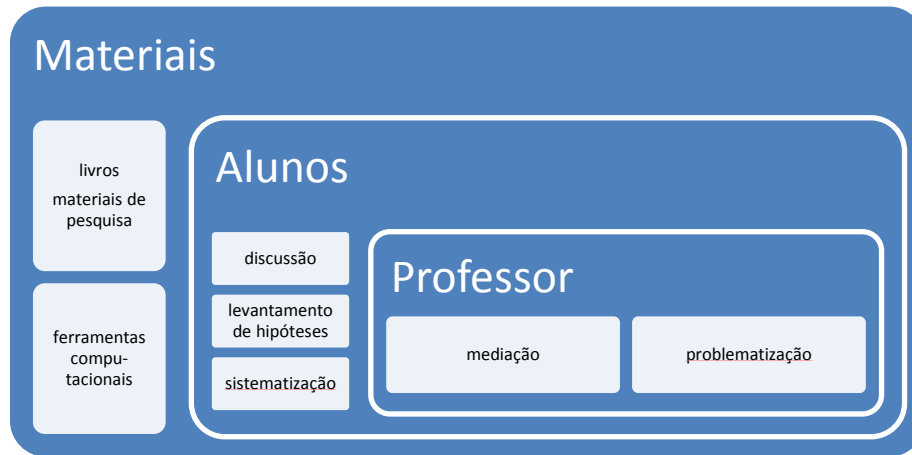 Materiais
livros
materiais de
pesquisa
ferramentas
compu-
tacionais
Alunos
discussão
levantamento
de hipóteses
sistematização
Professor
mediação
problematização